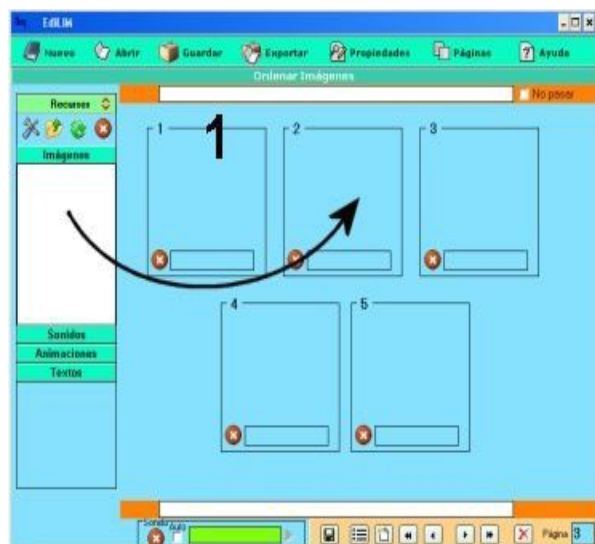 EdiLIM
Nuevo Abrir Guardar Exportar Propiedades Páginas Ayuda
Ordenar Imágenes
Recursos
No pasar
1
1 2 3
Imágenes
4 5
Sonidos
Animaciones
Textos
Sonido
Auto
Página 3